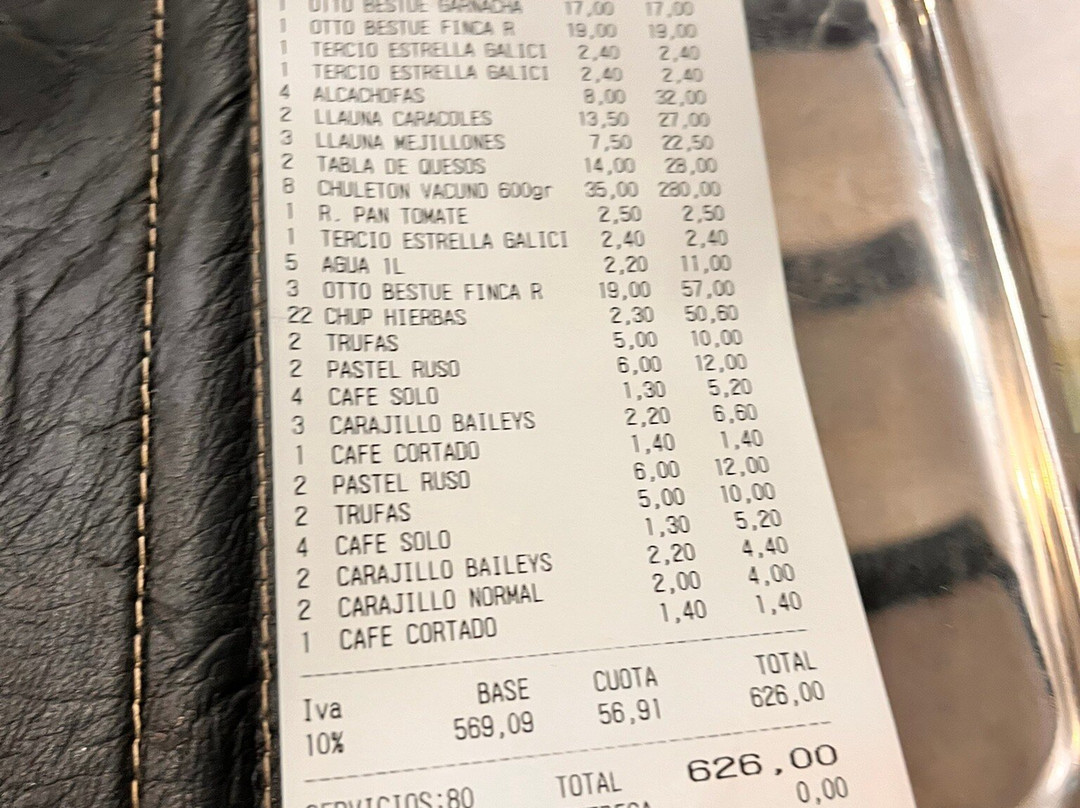 1 OTTO BESTUE GARNACHA 17,00 17,00
1 OTTO BESTUE FINCA R 19,00 19,00
1 TERCIO ESTRELLA GALICI 2,40 2,40
1 TERCIO ESTRELLA GALICI 2,40 2,40
4 ALCACHOFAS 8,00 32,00
2 LLAUNA CARACOLES 13,50 27,00
3 LLAUNA MEJILLONES 7,50 22,50
2 TABLA DE QUESOS 14,00 28,00
8 CHULETON VACUNO 600gr 35,00 280,00
1 R. PAN TOMATE 2,50 2,50
1 TERCIO ESTRELLA GALICI 2,40 2,40
5 AGUA 1L 2,20 11,00
3 OTTO BESTUE FINCA R 19,00 57,00
22 CHUP HIERBAS 2,30 50,60
2 TRUFAS 5,00 10,00
2 PASTEL RUSO 6,00 12,00
4 CAFE SOLO 1,30 5,20
3 CARAJILLO BAILEYS 2,20 6,60
1 CAFE CORTADO 1,40 1,40
2 PASTEL RUSO 6,00 12,00
2 TRUFAS 5,00 10,00
4 CAFE SOLO 1,30 5,20
2 CARAJILLO BAILEYS 2,20 4,40
2 CARAJILLO NORMAL 2,00 4,00
1 CAFE CORTADO 1,40 1,40
Iva BASE CUOTA TOTAL
10% 569,09 56,91 626,00
SERVICIOS:80 TOTAL 626,00
0,00